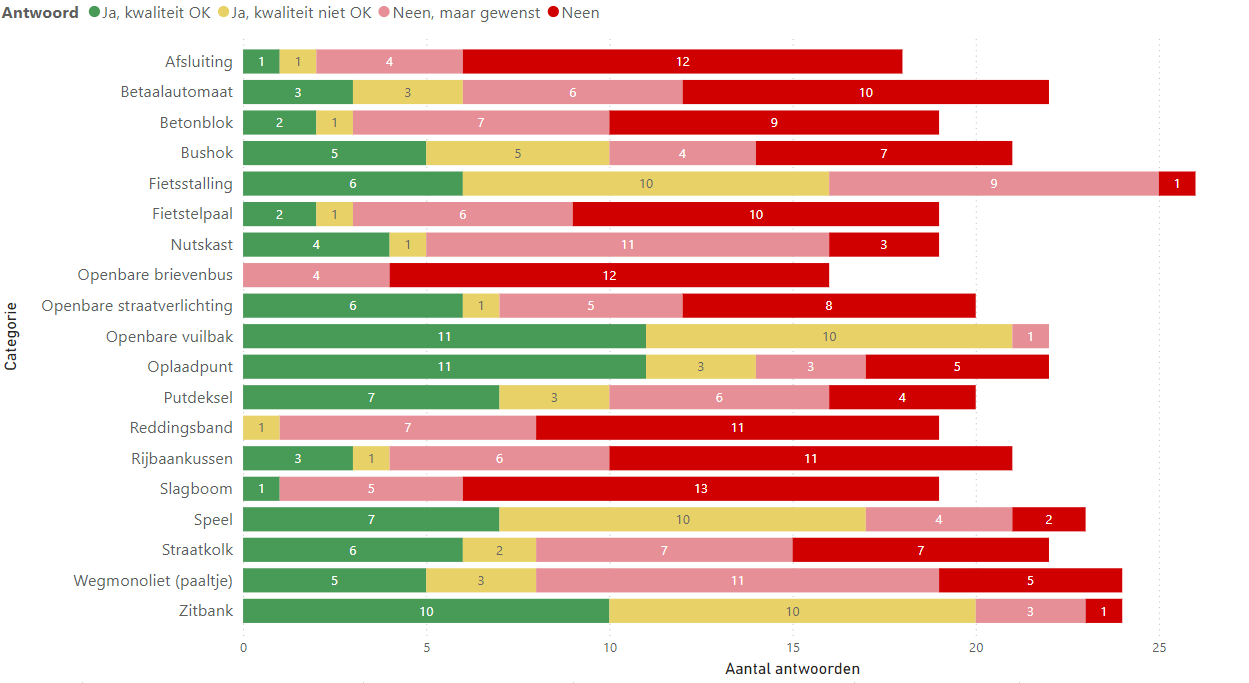 Antwoord Ja, kwaliteit OK Ja, kwaliteit niet OK Neen, maar gewenst Neen
Categorie
Afsluiting 1 1 4 12
Betaalautomaat 3 3 6 10
Betonblok 2 1 7 9
Bushok 5 5 4 7
Fietsstalling 6 10 9 1
Fietstelpaal 2 1 6 10
Nutskast 4 1 11 3
Openbare brievenbus 4 12
Openbare straatverlichting 6 1 5 8
Openbare vuilbak 11 10 1
Oplaadpunt 11 3 3 5
Putdeksel 7 3 6 4
Reddingsband 1 7 11
Rijbaankussen 3 1 6 11
Slagboom 1 5 13
Speel 7 10 4 2
Straatkolk 6 2 7 7
Wegmonoliet (paaltje) 5 3 11 5
Zitbank 10 10 3 1
0 5 10 15 20 25
Aantal antwoorden